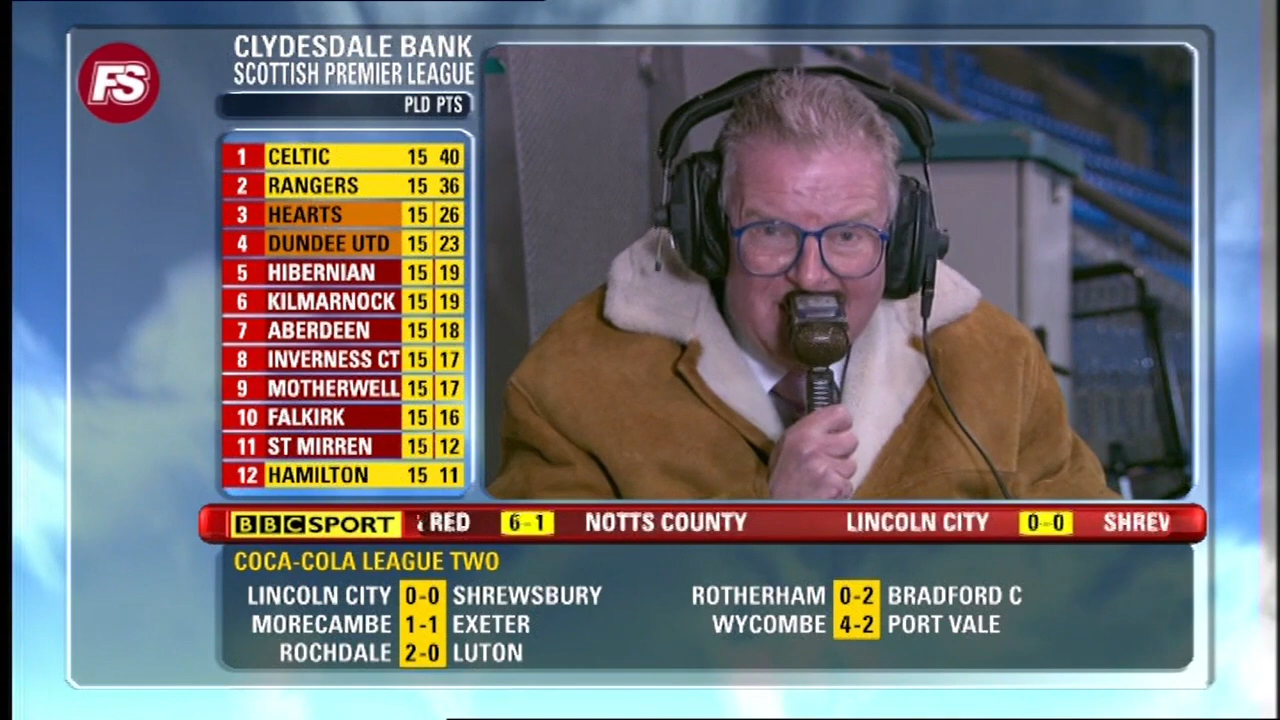 FS
CLYDESDALE BANK
SCOTTISH PREMIER LEAGUE
PLD PTS
1 CELTIC 15 40
2 RANGERS 15 36
3 HEARTS 15 26
4 DUNDEE UTD 15 23
5 HIBERNIAN 15 19
6 KILMARNOCK 15 19
7 ABERDEEN 15 18
8 INVERNESS CT 15 17
9 MOTHERWELL 15 17
10 FALKIRK 15 16
11 ST MIRREN 15 12
12 HAMILTON 15 11
BBC SPORT RED 6-1 NOTTS COUNTY LINCOLN CITY 0-0 SHREV
COCA-COLA LEAGUE TWO
LINCOLN CITY 0-0 SHREWSBURY ROTHERHAM 0-2 BRADFORD C
MORECAMBE 1-1 EXETER WYCOMBE 4-2 PORT VALE
ROCHDALE 2-0 LUTON